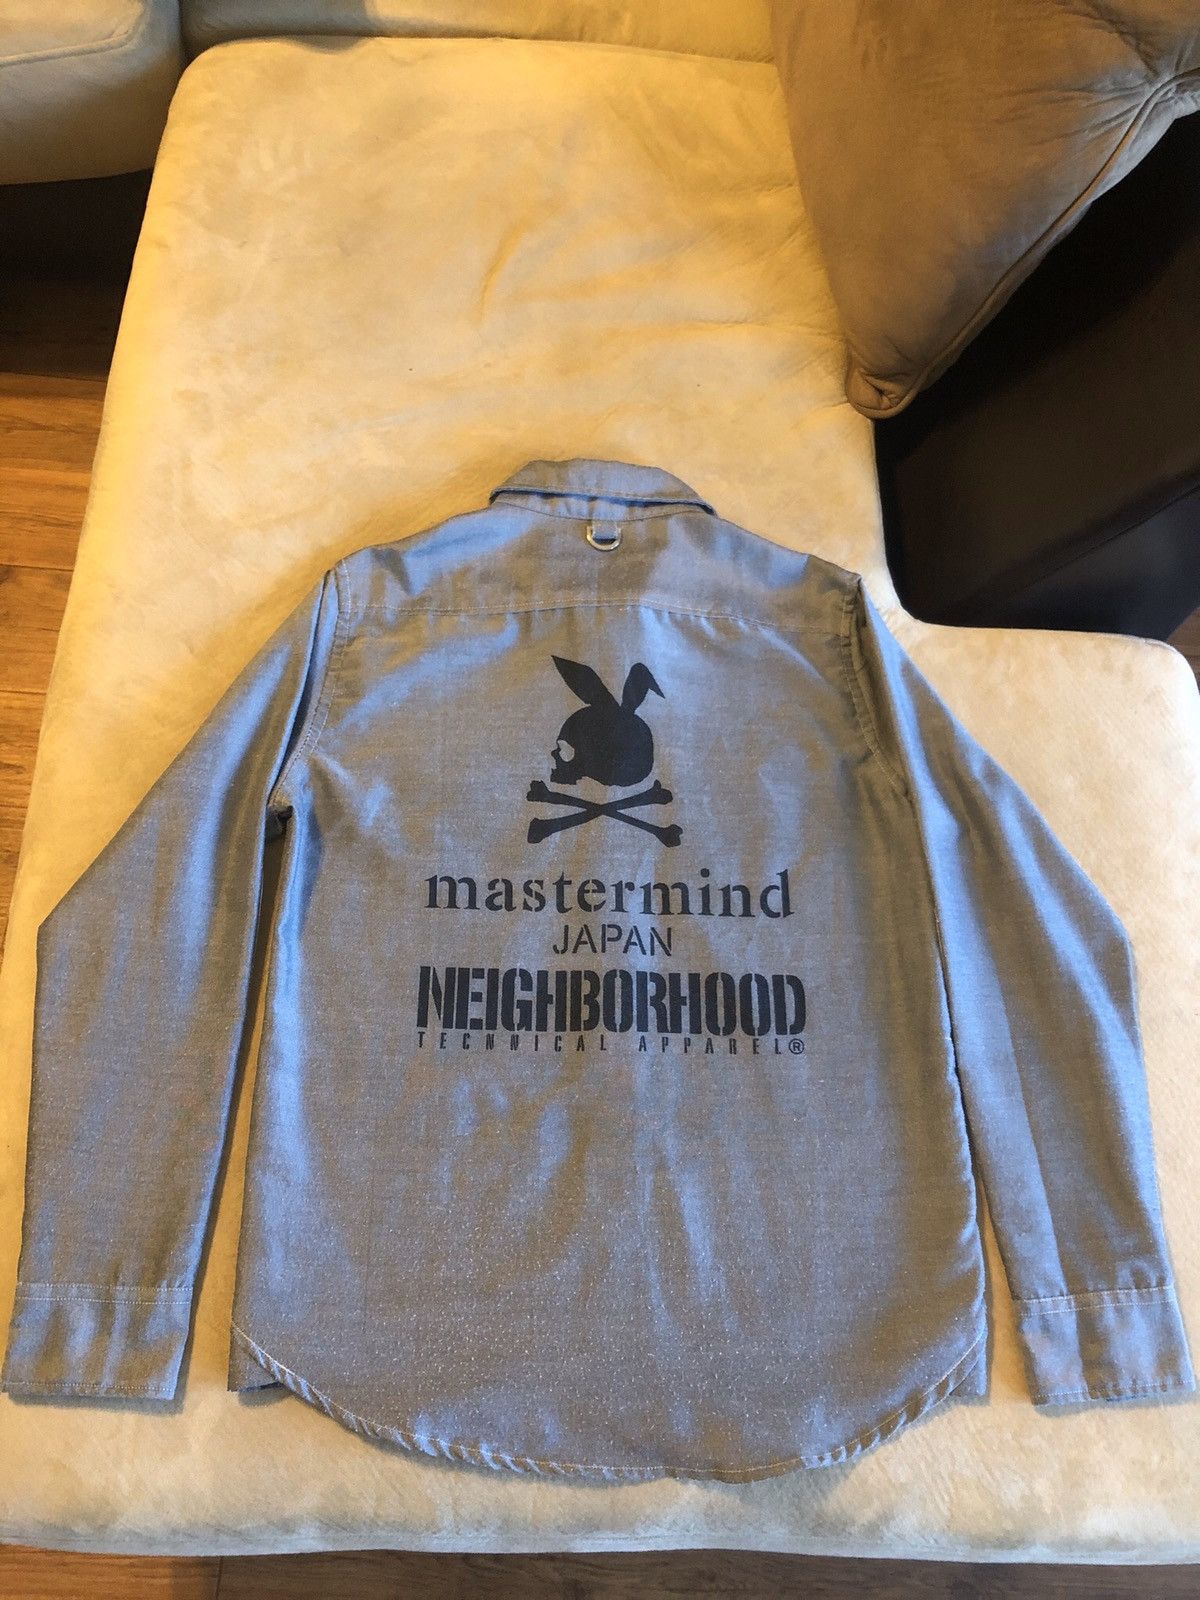 mastermind
JAPAN
NEIGHBORHOOD
TECHNICAL APPAREL®